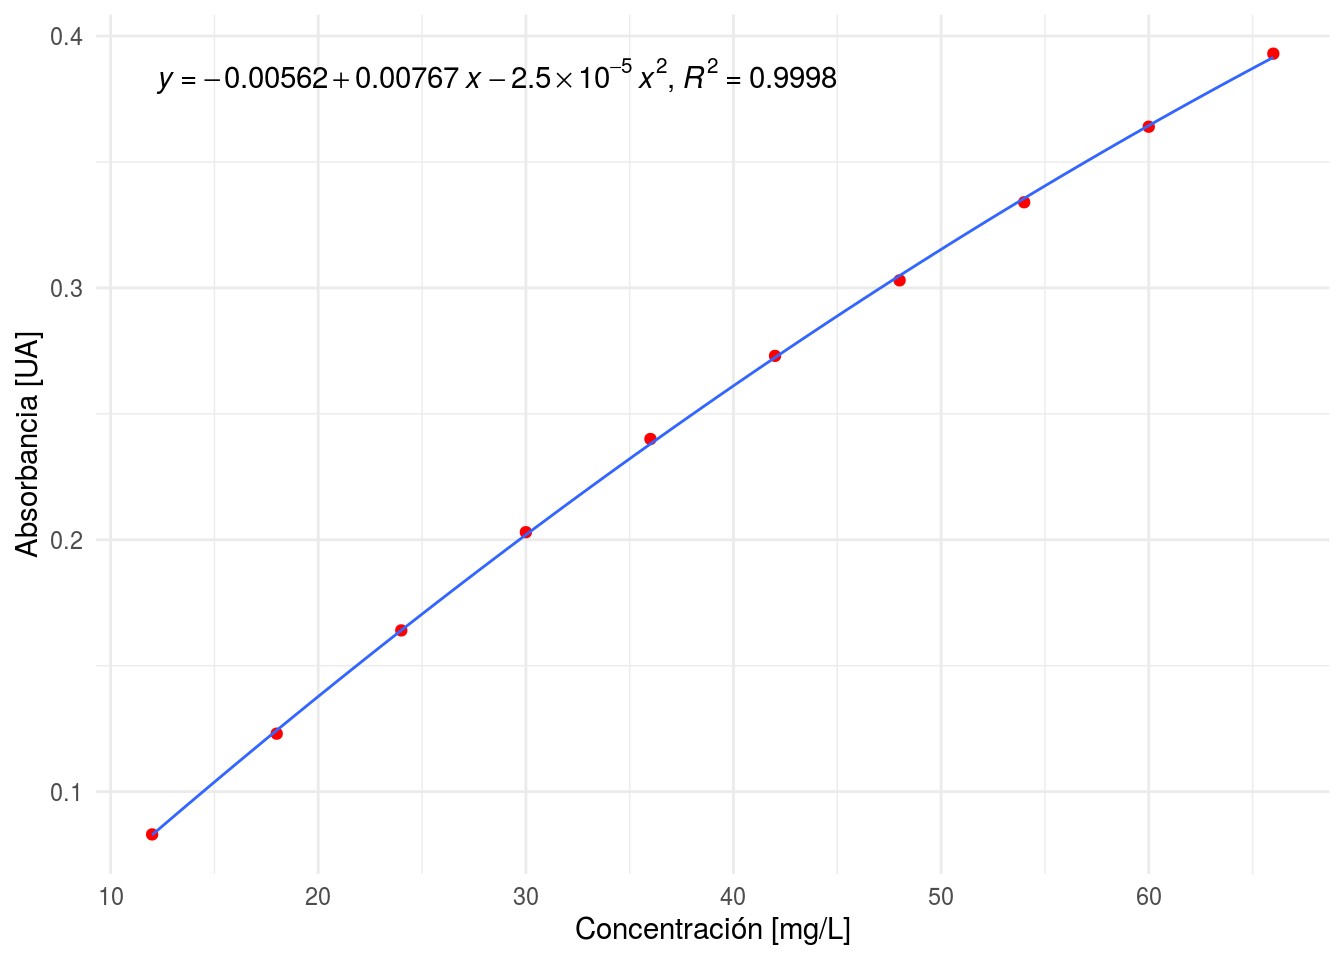 0.4
y = −0.00562+0.00767 x − 2.5×10⁻⁵ x², R² = 0.9998
0.3
0.2
0.1
Absorbancia [UA]
10 20 30 40 50 60
Concentración [mg/L]